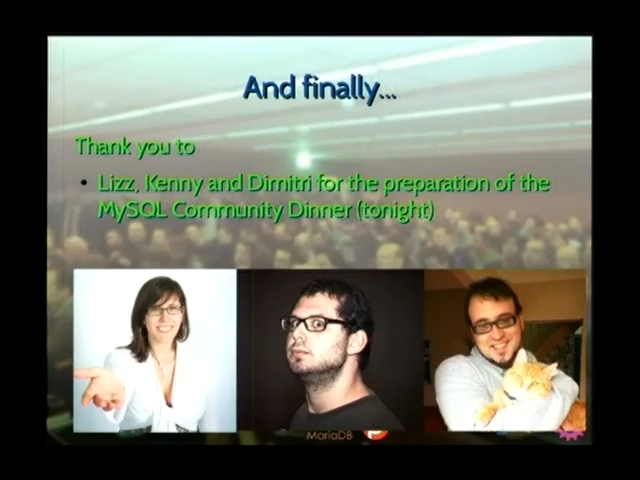 And finally...
Thank you to
• Lizz, Kenny and Dimitri for the preparation of the
MySQL Community Dinner (tonight)
MariaDB